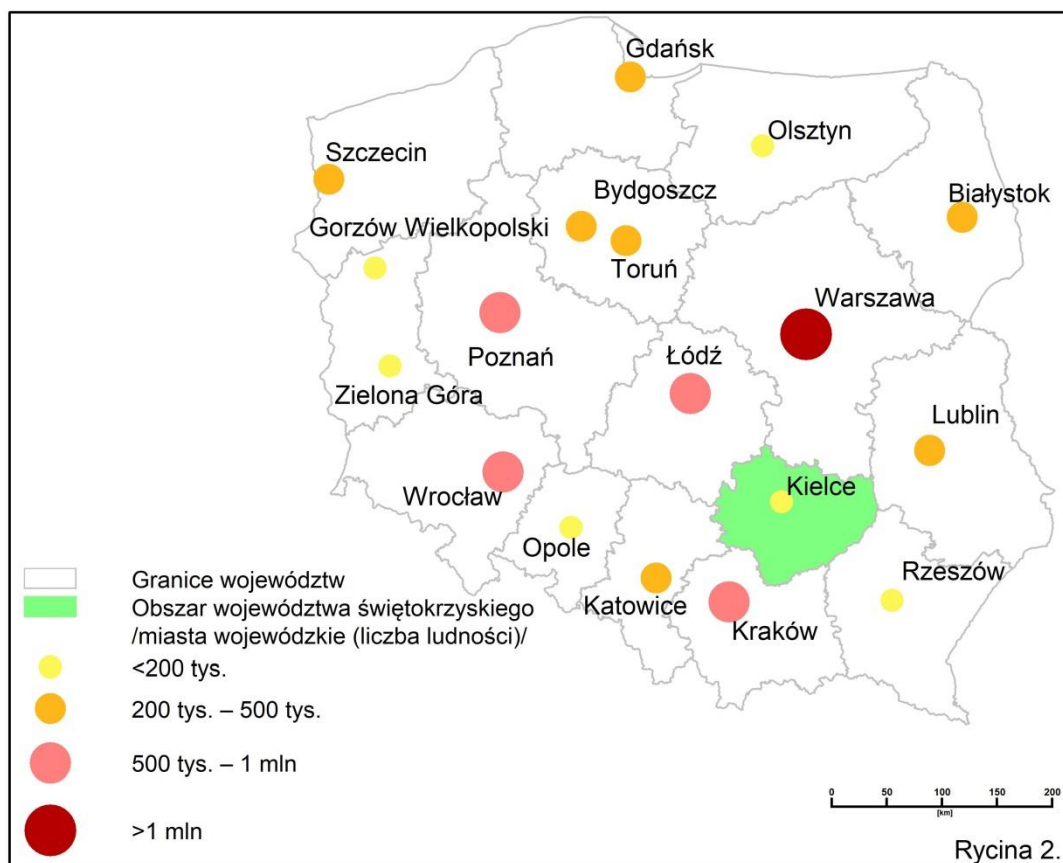 Gdańsk
Olsztyn
Szczecin
Bydgoszcz
Białystok
Gorzów Wielkopolski
Toruń
Warszawa
Poznań
Łódź
Zielona Góra
Lublin
Wrocław
Kielce
Opole
Rzeszów
Katowice
Kraków
Granice województw
Obszar województwa świętokrzyskiego
/miasta wojewódzkie (liczba ludności)/
<200 tys.
200 tys. – 500 tys.
500 tys. – 1 mln
>1 mln
0 50 100 150 200
[km]
Rycina 2.